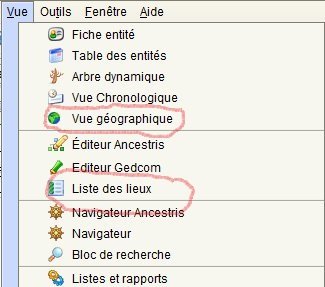 Vue Outils Fenêtre Aide
Fiche entité
Table des entités
Arbre dynamique
Vue Chronologique
Vue géographique
Éditeur Ancestris
Editeur Gedcom
Liste des lieux
Navigateur Ancestris
Navigateur
Bloc de recherche
Listes et rapports